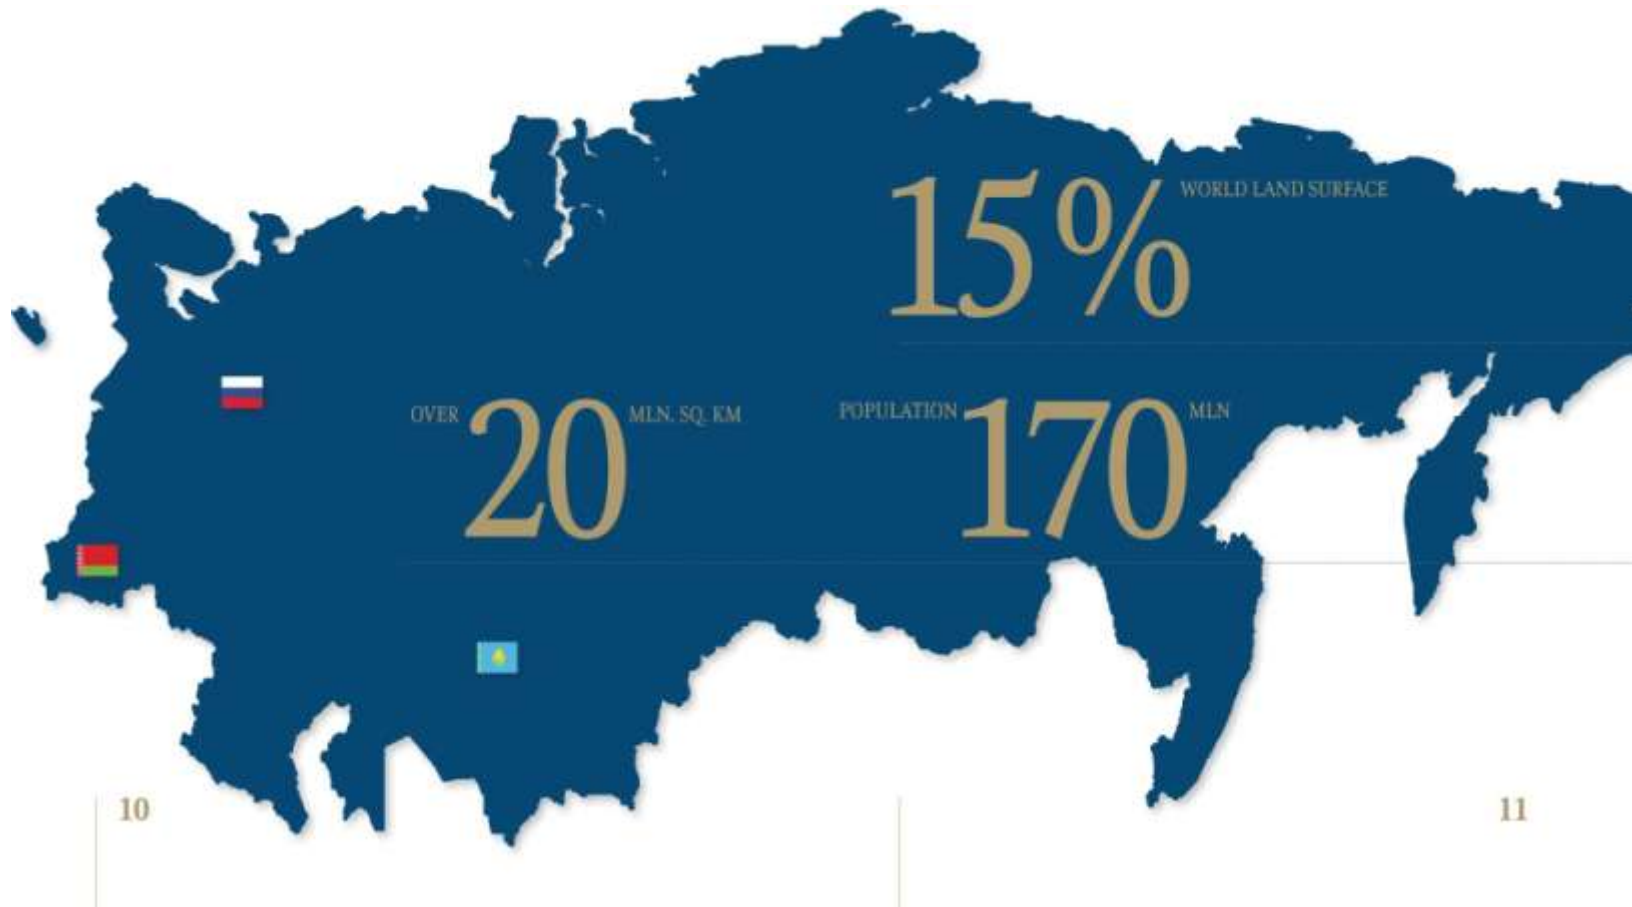 15% WORLD LAND SURFACE
OVER 20 MLN. SQ. KM
POPULATION 170 MLN
10
11